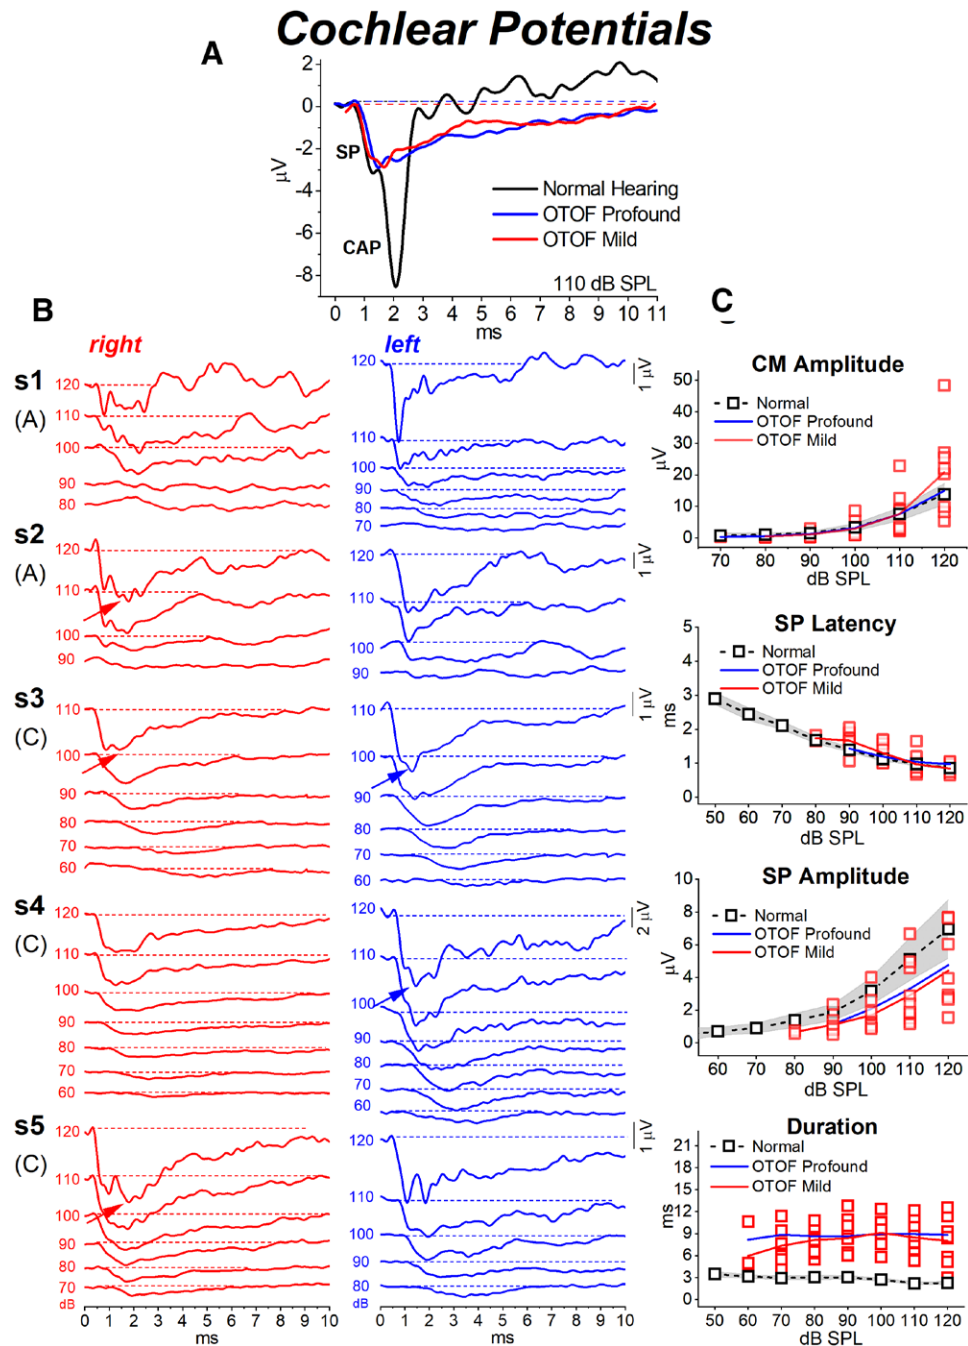 Cochlear Potentials
A
2
0
-2
-4
-6
-8
μV
SP
CAP
Normal Hearing
OTOF Profound
OTOF Mild
110 dB SPL
0 1 2 3 4 5 6 7 8 9 10 11
ms
B
right
left
s1
(A)
120
110
100
90
80
120
110
100
90
80
70
1 μV
s2
(A)
120
110
100
90
120
110
100
90
1 μV
s3
(C)
110
100
90
80
70
60
110
100
90
80
70
60
1 μV
s4
(C)
120
110
100
90
80
70
60
120
110
100
90
80
70
60
2 μV
s5
(C)
120
110
100
90
80
70
dB
120
110
100
90
80
1 μV
0 1 2 3 4 5 6 7 8 9 10
ms
0 1 2 3 4 5 6 7 8 9 10
ms
C
CM Amplitude
50
40
30
20
10
0
μV
Normal
OTOF Profound
OTOF Mild
70 80 90 100 110 120
dB SPL
SP Latency
5
4
3
2
1
0
ms
Normal
OTOF Profound
OTOF Mild
50 60 70 80 90 100 110 120
dB SPL
SP Amplitude
10
8
6
4
2
0
μV
Normal
OTOF Profound
OTOF Mild
60 70 80 90 100 110 120
dB SPL
Duration
21
18
15
12
9
6
3
0
ms
Normal
OTOF Profound
OTOF Mild
50 60 70 80 90 100 110 120
dB SPL